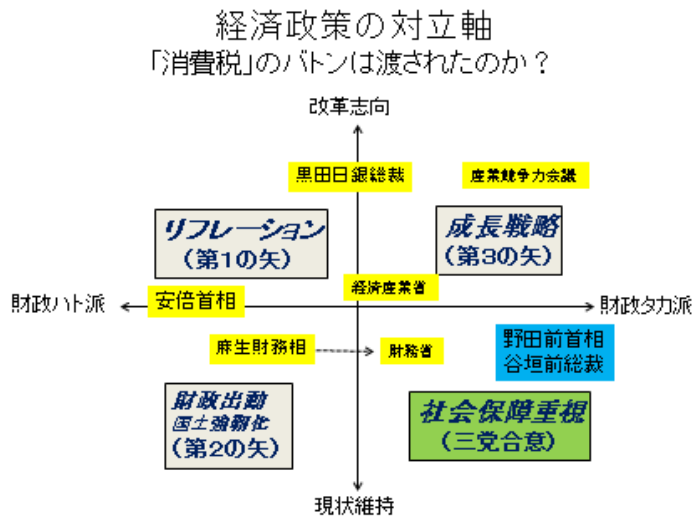 経済政策の対立軸
「消費税」のバトンは渡されたのか？
改革志向
黒田日銀総裁
産業競争力会議
リフレーション
（第1の矢）
成長戦略
（第3の矢）
経済産業省
財政ハト派
安倍首相
財政タカ派
麻生財務相
財務省
野田前首相
谷垣前総裁
財政出動
国土強靭化
（第2の矢）
社会保障重視
（三党合意）
現状維持